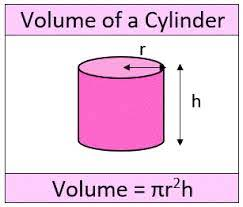 Volume of a Cylinder
r
h
Volume = πr²h